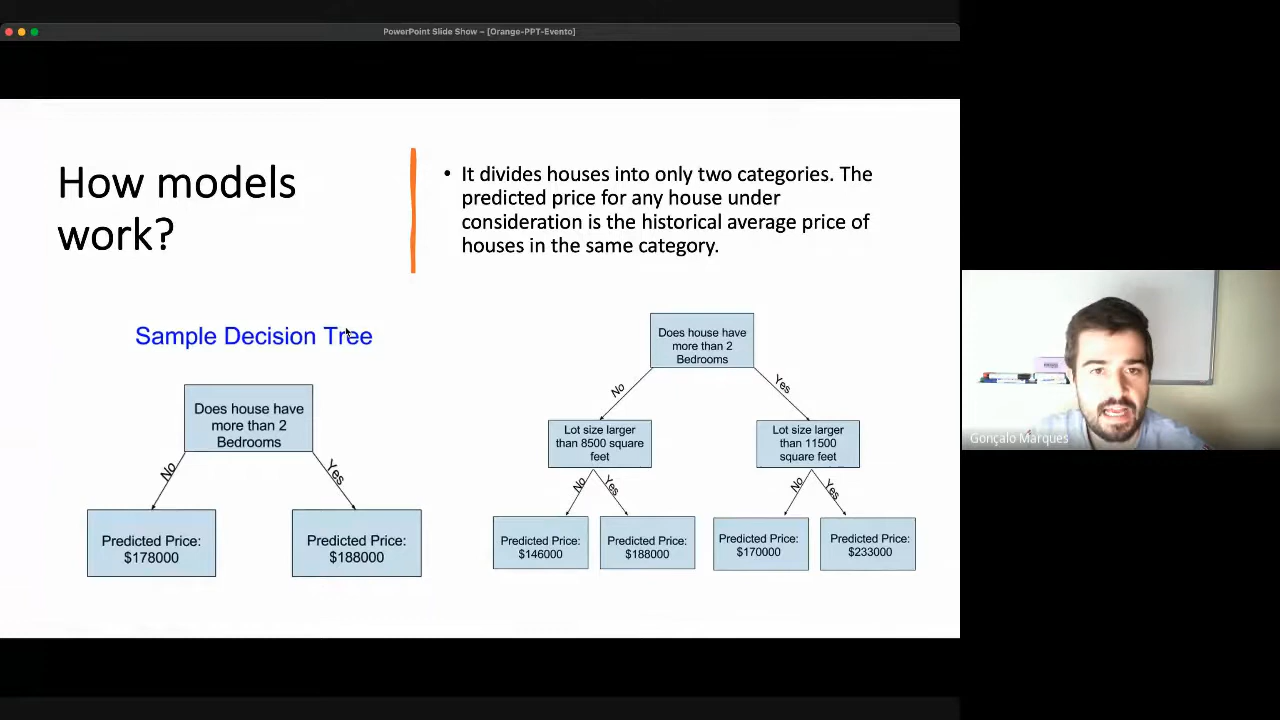 PowerPoint Slide Show – [Orange-PPT-Evento]
How models
work?
• It divides houses into only two categories. The
predicted price for any house under
consideration is the historical average price of
houses in the same category.
Sample Decision Tree
Does house have
more than 2
Bedrooms
No
Yes
Predicted Price:
$178000
Predicted Price:
$188000
Does house have
more than 2
Bedrooms
No
Yes
Lot size larger
than 8500 square
feet
Lot size larger
than 11500
square feet
No
Yes
No
Yes
Predicted Price:
$146000
Predicted Price:
$188000
Predicted Price:
$170000
Predicted Price:
$233000
Gonçalo Marques